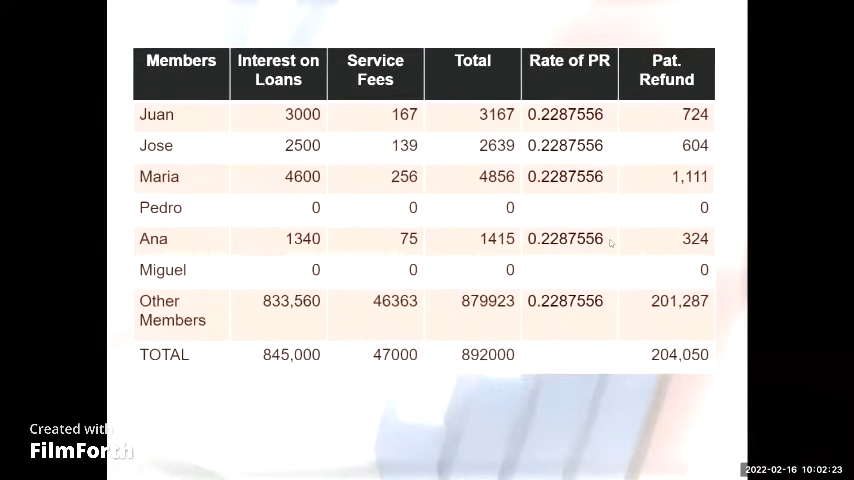 Members Interest on Loans Service Fees Total Rate of PR Pat. Refund
Juan 3000 167 3167 0.2287556 724
Jose 2500 139 2639 0.2287556 604
Maria 4600 256 4856 0.2287556 1,111
Pedro 0 0 0 0
Ana 1340 75 1415 0.2287556 324
Miguel 0 0 0 0
Other Members 833,560 46363 879923 0.2287556 201,287
TOTAL 845,000 47000 892000 204,050
Created with
FilmForth
2022-02-16 10:02:23